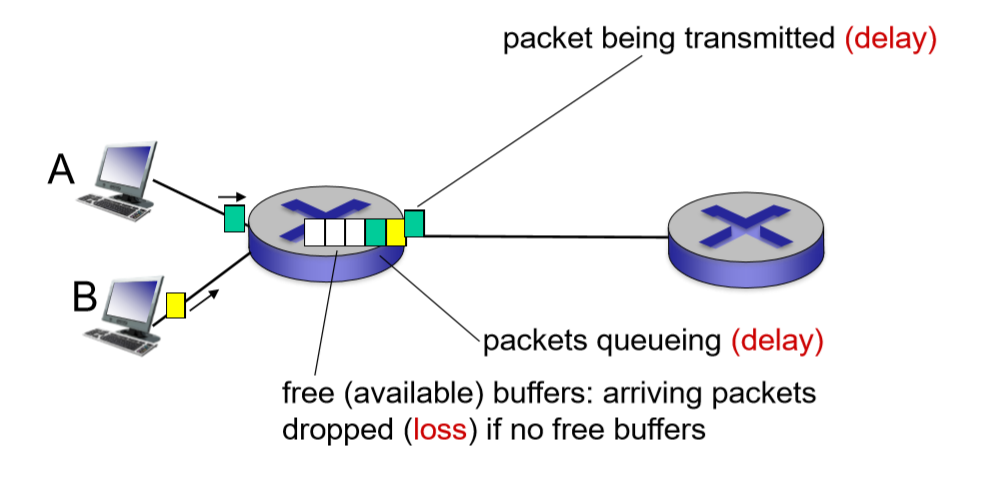 packet being transmitted (delay)
A
B
packets queueing (delay)
free (available) buffers: arriving packets
dropped (loss) if no free buffers